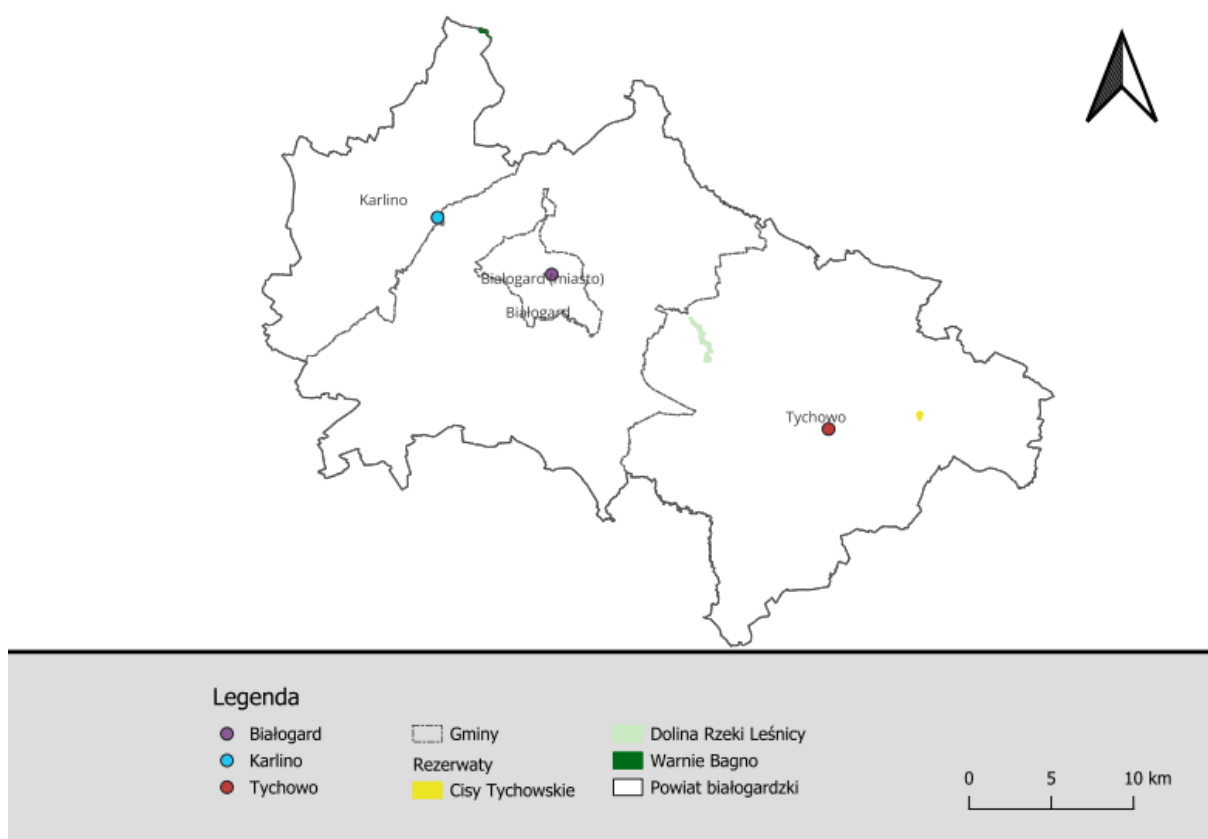 Karlino
Białogard (miasto)
Białogard
Tychowo
Legenda
Białogard
Karlino
Tychowo
Gminy
Rezerwaty
Cisy Tychowskie
Dolina Rzeki Leśnicy
Warnie Bagno
Powiat białogardzki
0 5 10 km